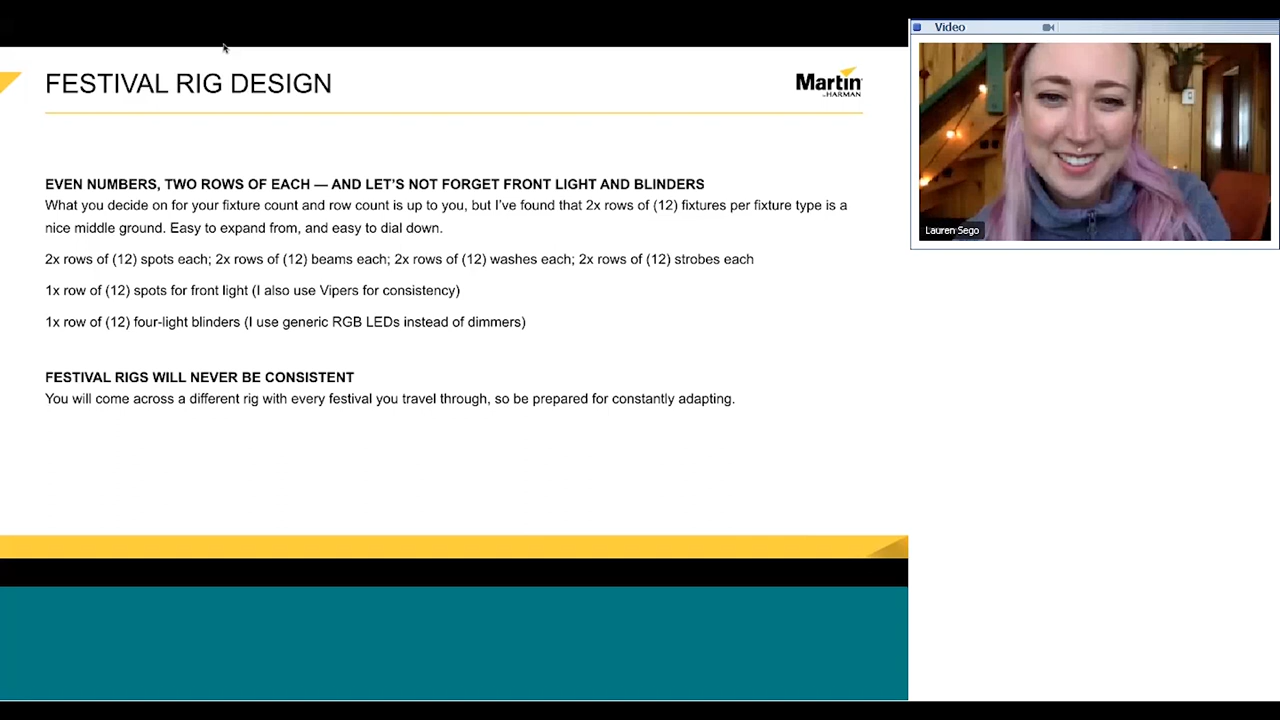 FESTIVAL RIG DESIGN
Martin
by HARMAN
EVEN NUMBERS, TWO ROWS OF EACH — AND LET'S NOT FORGET FRONT LIGHT AND BLINDERS
What you decide on for your fixture count and row count is up to you, but I've found that 2x rows of (12) fixtures per fixture type is a
nice middle ground. Easy to expand from, and easy to dial down.
2x rows of (12) spots each; 2x rows of (12) beams each; 2x rows of (12) washes each; 2x rows of (12) strobes each
1x row of (12) spots for front light (I also use Vipers for consistency)
1x row of (12) four-light blinders (I use generic RGB LEDs instead of dimmers)
FESTIVAL RIGS WILL NEVER BE CONSISTENT
You will come across a different rig with every festival you travel through, so be prepared for constantly adapting.
Video
Lauren Sego